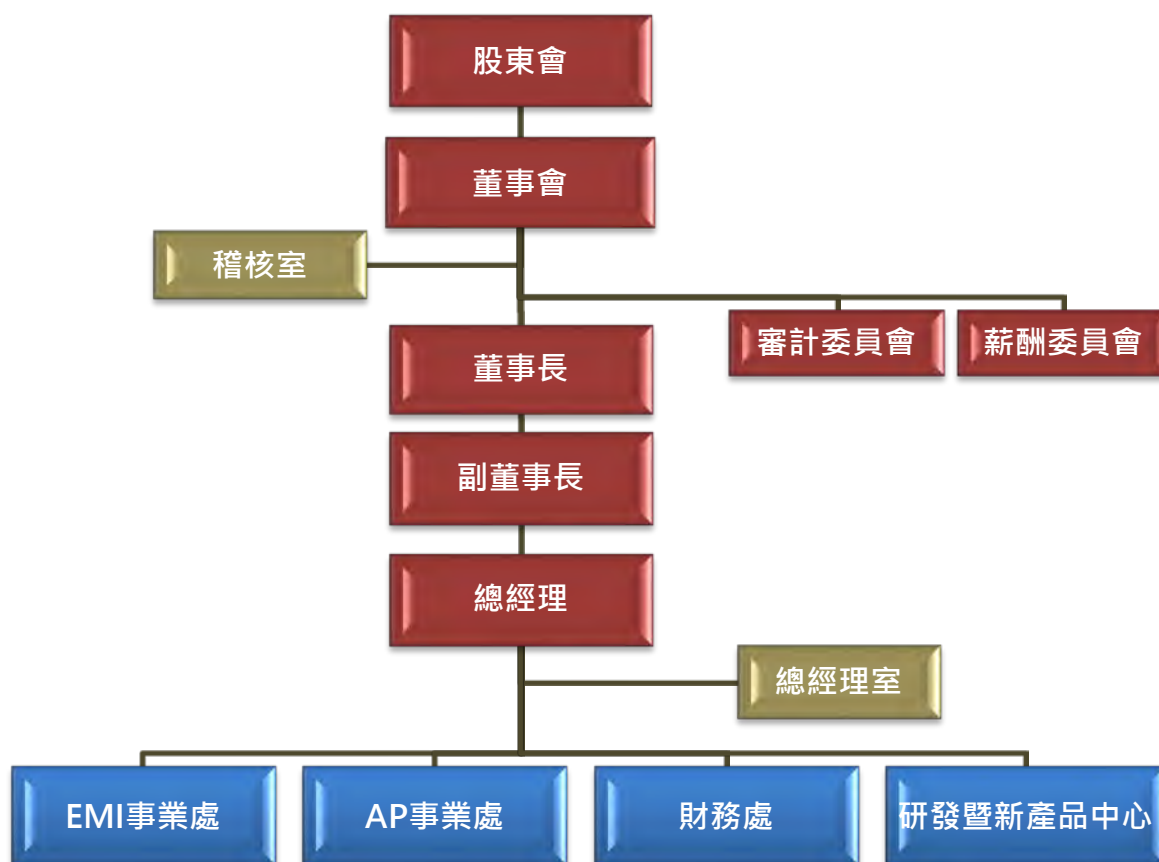 股東會
董事會
稽核室
審計委員會
薪酬委員會
董事長
副董事長
總經理
總經理室
EMI事業處
AP事業處
財務處
研發暨新產品中心